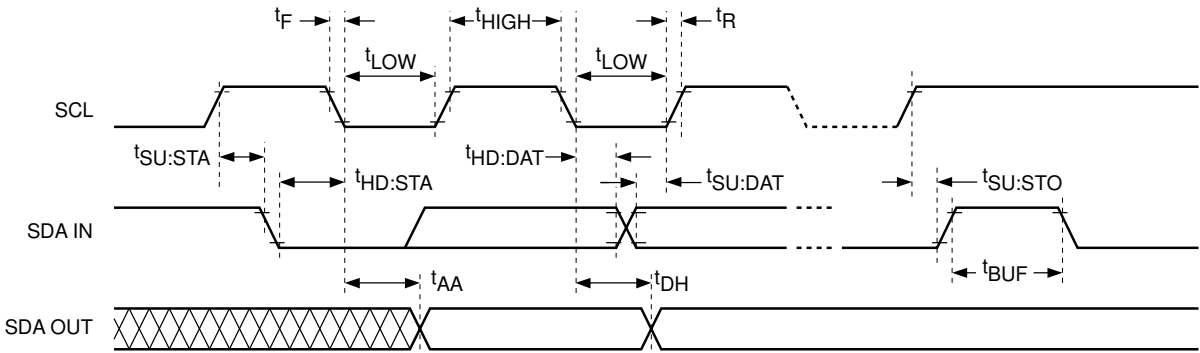 tF
tHIGH
tR
tLOW
tLOW
SCL
tSU:STA
tHD:DAT
tHD:STA
tSU:DAT
tSU:STO
SDA IN
tBUF
tAA
tDH
SDA OUT